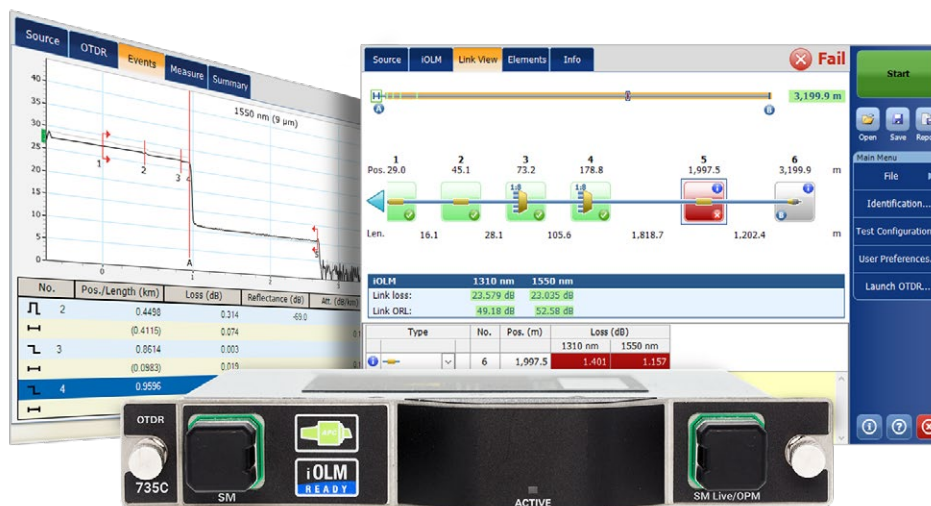 Source
OTDR
Events
Measure
Summary
1550 nm (9 µm)
40
35
30
25
20
15
10
5
0
1
2
3
4
5
A
0
1
2
No. Pos./Length (km) Loss (dB) Reflectance (dB) Att. (dB/km)
2 0.4498 0.314 -69.0
(0.4115) 0.074
3 0.8614 0.003
(0.0983) 0.019
4 0.9596
Source iOLM Link View Elements Info
Fail
3,199.9 m
A B
1 2 3 4 5 6
Pos. 29.0 45.1 73.2 178.8 1,997.5 3,199.9 m
1:8 1:8
B
Len. 16.1 28.1 105.6 1.818.7 1,202.4 m
iOLM 1310 nm 1550 nm
Link loss: 23.579 dB 23.035 dB
Link ORL: 49.18 dB 52.58 dB
Type No. Pos. (m) Loss (dB)
1310 nm 1550 nm
6 1,997.5 1.401 1.157
Start
Open Save Repo
Main Menu
File
Identification...
Test Configuration
User Preferences.
Launch OTDR...
OTDR
735C
SM
APC
iOLM
READY
ACTIVE
SM Live/OPM